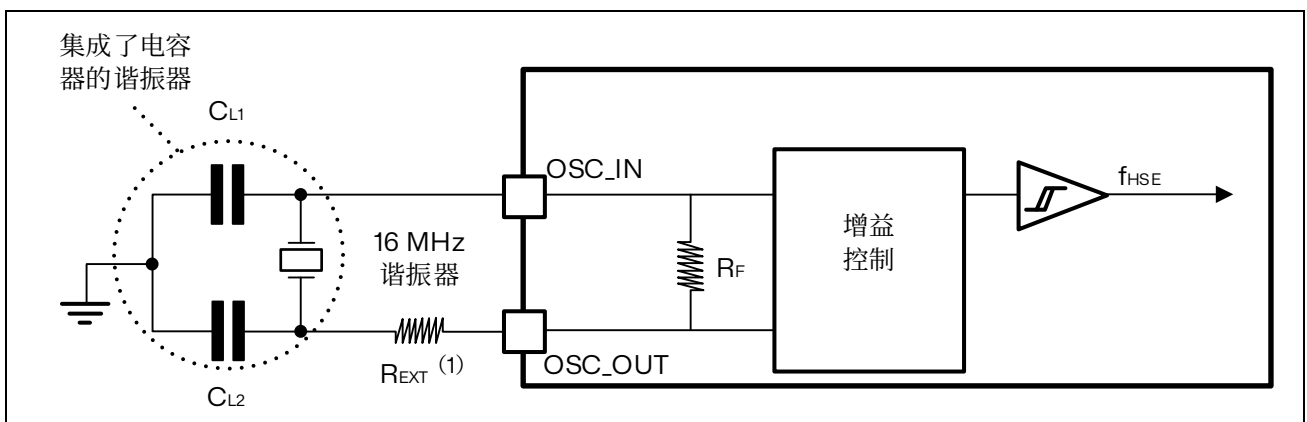 集成了电容
器的谐振器
CL1
OSC_IN
fHSE
16 MHz
谐振器
RF
增益
控制
REXT (1)
OSC_OUT
CL2